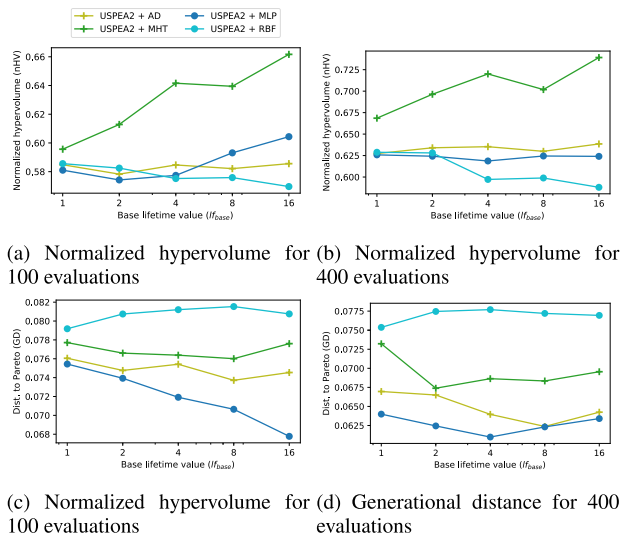 USPEA2 + AD
USPEA2 + MLP
USPEA2 + MHT
USPEA2 + RBF
Normalized hypervolume (nHV)
0.66
0.64
0.62
0.60
0.58
1 2 4 8 16
Base lifetime value (lf_base)
Normalized hypervolume (nHV)
0.725
0.700
0.675
0.650
0.625
0.600
1 2 4 8 16
Base lifetime value (lf_base)
(a) Normalized hypervolume for
100 evaluations
(b) Normalized hypervolume for
400 evaluations
Dist. to Pareto (GD)
0.082
0.080
0.078
0.076
0.074
0.072
0.070
0.068
1 2 4 8 16
Base lifetime value (lf_base)
Dist. to Pareto (GD)
0.0775
0.0750
0.0725
0.0700
0.0675
0.0650
0.0625
1 2 4 8 16
Base lifetime value (lf_base)
(c) Normalized hypervolume for
100 evaluations
(d) Generational distance for 400
evaluations